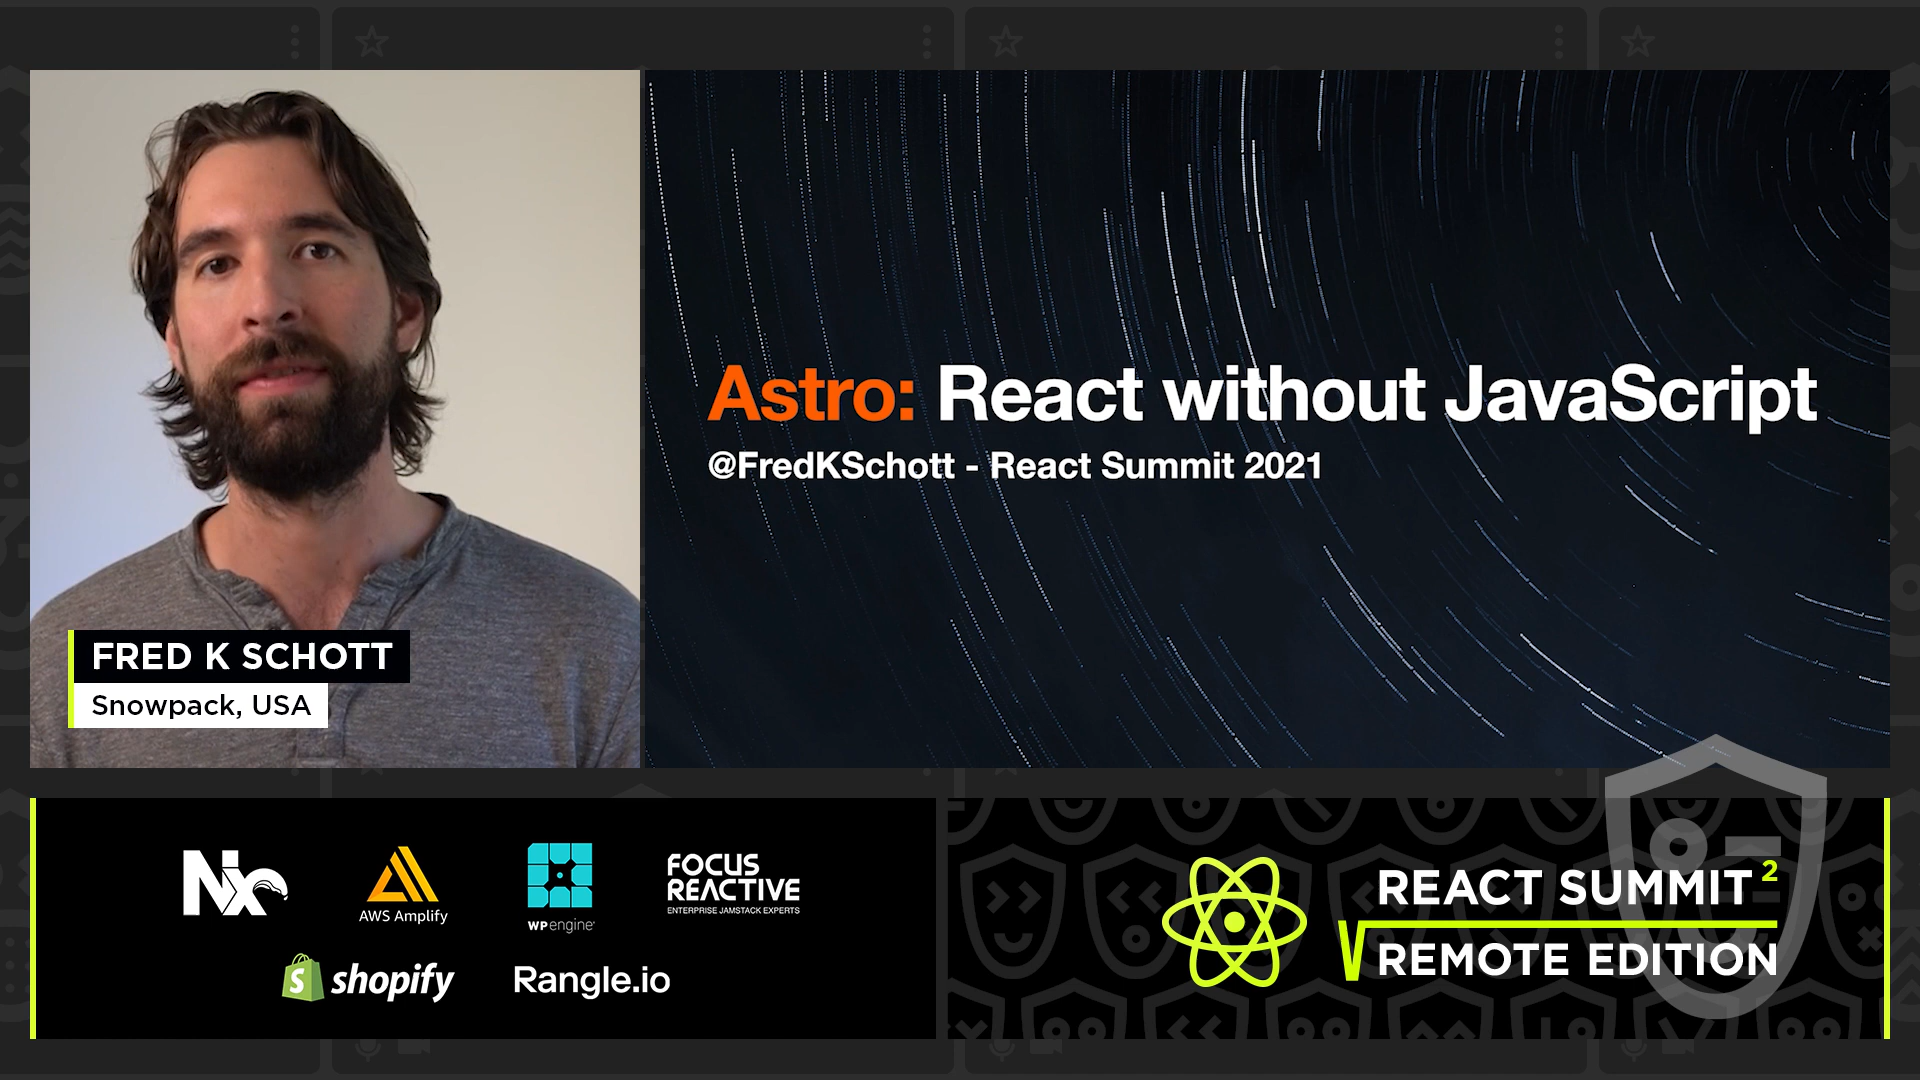 Astro: React without JavaScript
@FredKSchott - React Summit 2021
FRED K SCHOTT
Snowpack, USA
Nx
AWS Amplify
WP engine
FOCUS
REACTIVE
ENTERPRISE JAMSTACK EXPERTS
shopify
Rangle.io
REACT SUMMIT 2
REMOTE EDITION